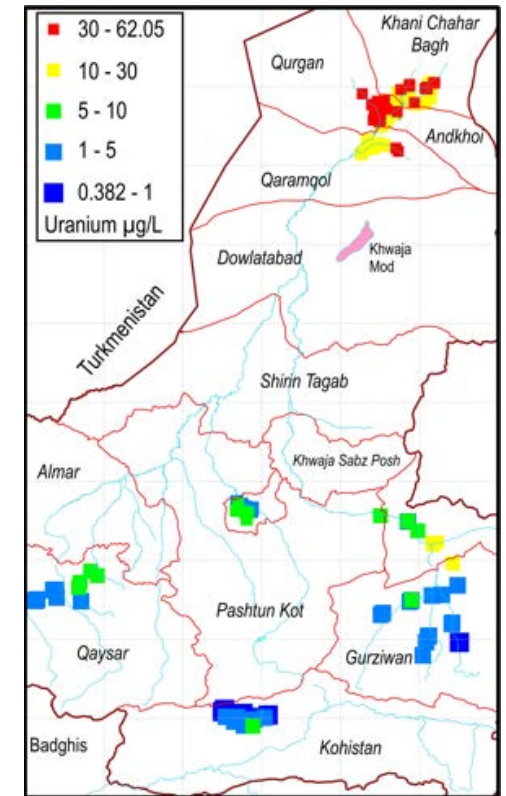 30 - 62.05
10 - 30
5 - 10
1 - 5
0.382 - 1
Uranium µg/L
Khani Chahar
Bagh
Qurgan
Andkhoi
Qaramqol
Dowlatabad
Khwaja
Mod
Turkmenistan
Shirin Tagab
Khwaja Sabz Posh
Almar
Pashtun Kot
Qaysar
Gurziwan
Badghis
Kohistan